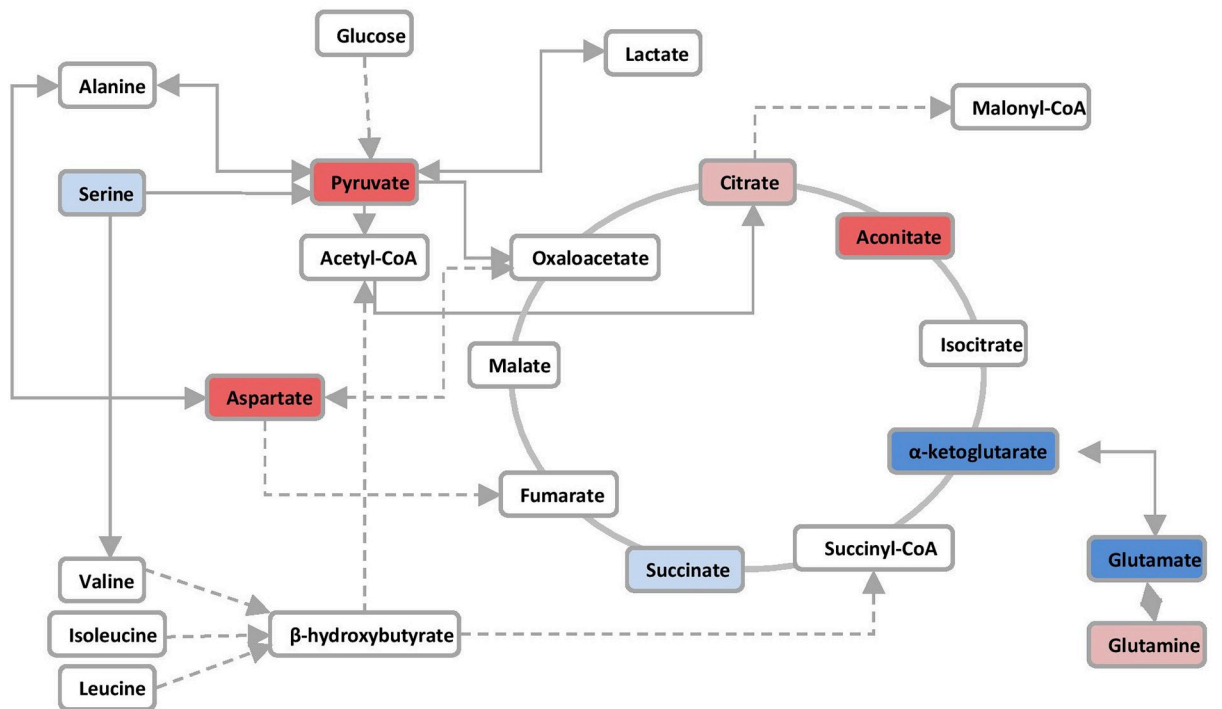 Glucose
Lactate
Alanine
Malonyl-CoA
Pyruvate
Citrate
Serine
Aconitate
Acetyl-CoA
Oxaloacetate
Isocitrate
Malate
Aspartate
α-ketoglutarate
Fumarate
Succinyl-CoA
Glutamate
Succinate
Valine
Isoleucine
β-hydroxybutyrate
Glutamine
Leucine